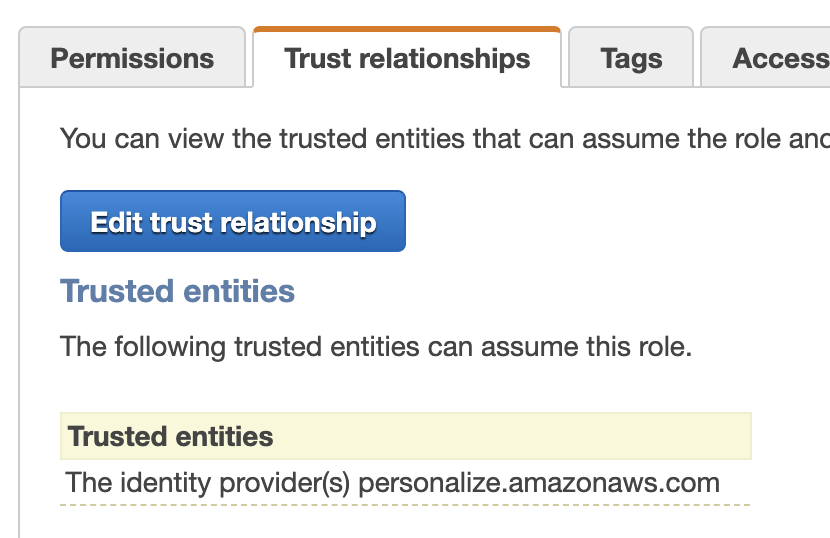 Permissions Trust relationships Tags Access
You can view the trusted entities that can assume the role and
Edit trust relationship
Trusted entities
The following trusted entities can assume this role.
Trusted entities
The identity provider(s) personalize.amazonaws.com